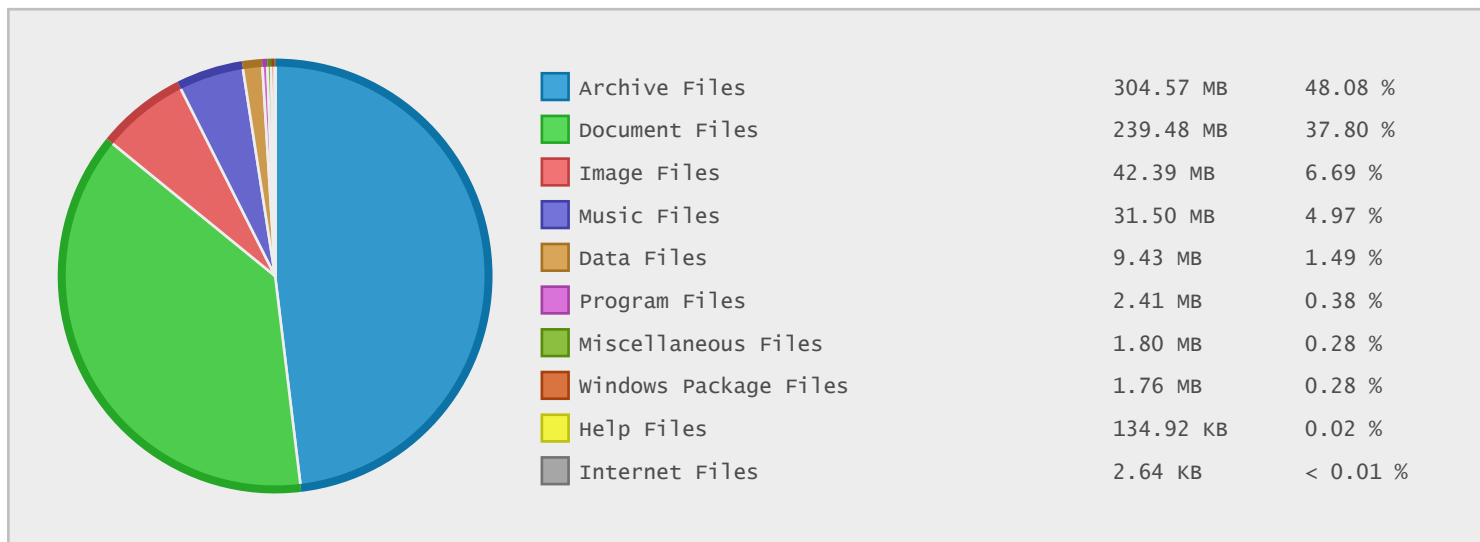 Archive Files 304.57 MB 48.08 %
Document Files 239.48 MB 37.80 %
Image Files 42.39 MB 6.69 %
Music Files 31.50 MB 4.97 %
Data Files 9.43 MB 1.49 %
Program Files 2.41 MB 0.38 %
Miscellaneous Files 1.80 MB 0.28 %
Windows Package Files 1.76 MB 0.28 %
Help Files 134.92 KB 0.02 %
Internet Files 2.64 KB < 0.01 %